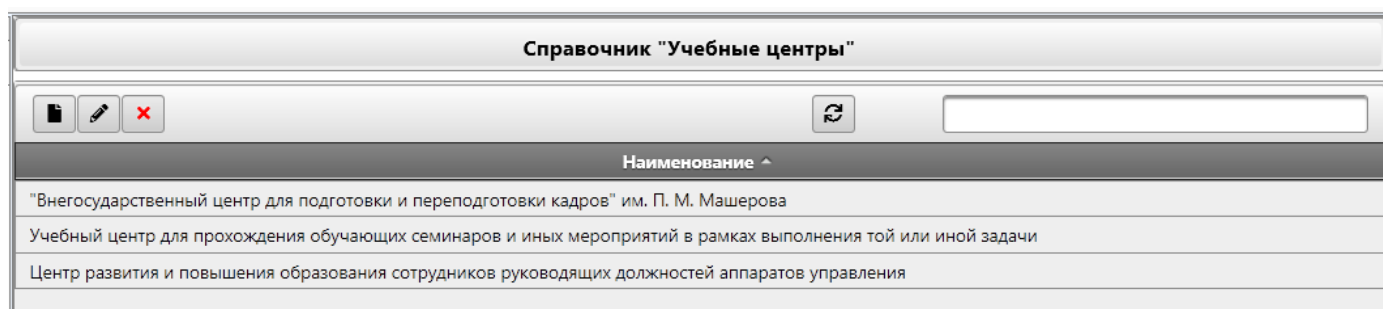 Справочник "Учебные центры"
Наименование
"Внегосударственный центр для подготовки и переподготовки кадров" им. П. М. Машерова
Учебный центр для прохождения обучающих семинаров и иных мероприятий в рамках выполнения той или иной задачи
Центр развития и повышения образования сотрудников руководящих должностей аппаратов управления